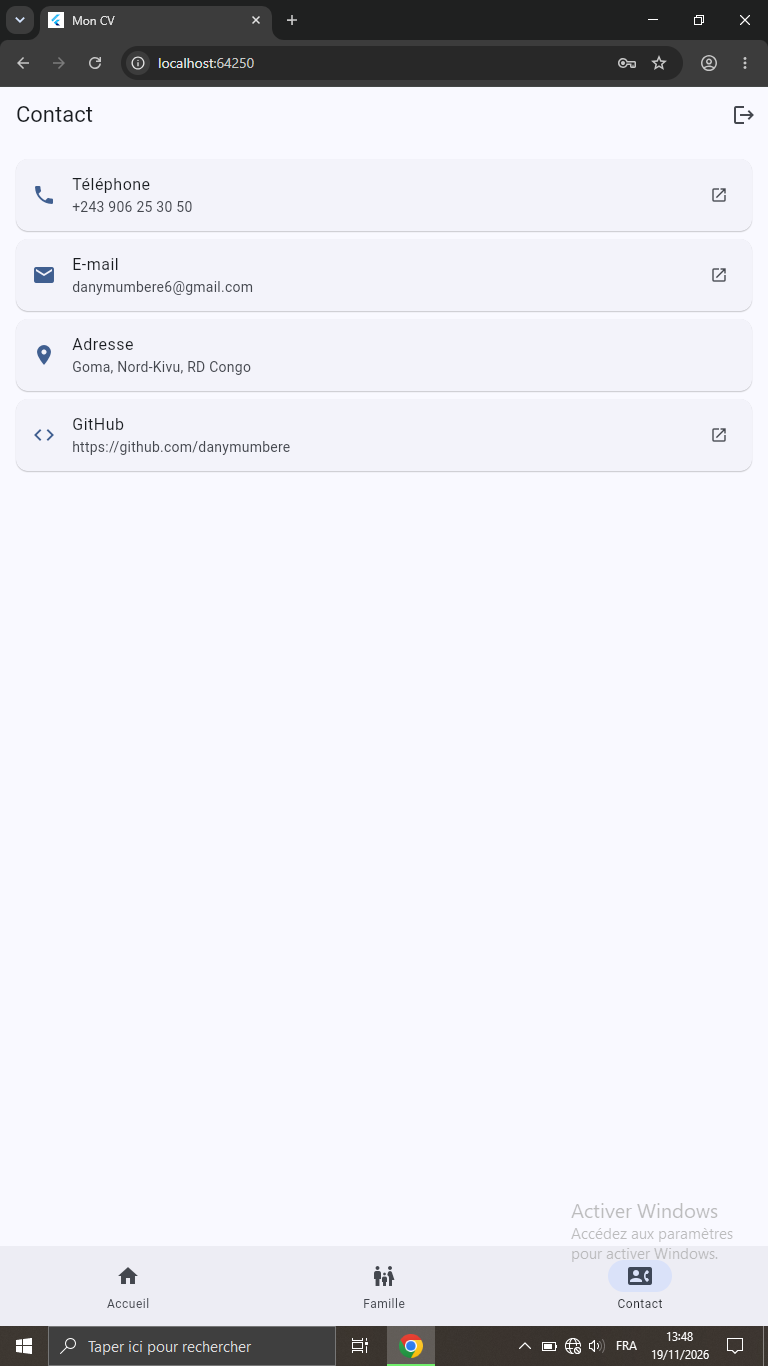 Mon CV
localhost:64250
Contact
Téléphone
+243 906 25 30 50
E-mail
danymumbere6@gmail.com
Adresse
Goma, Nord-Kivu, RD Congo
GitHub
https://github.com/danymumbere
Activer Windows
Accédez aux paramètres
pour activer Windows.
Accueil
Famille
Contact
Taper ici pour rechercher
FRA
13:48
19/11/2026